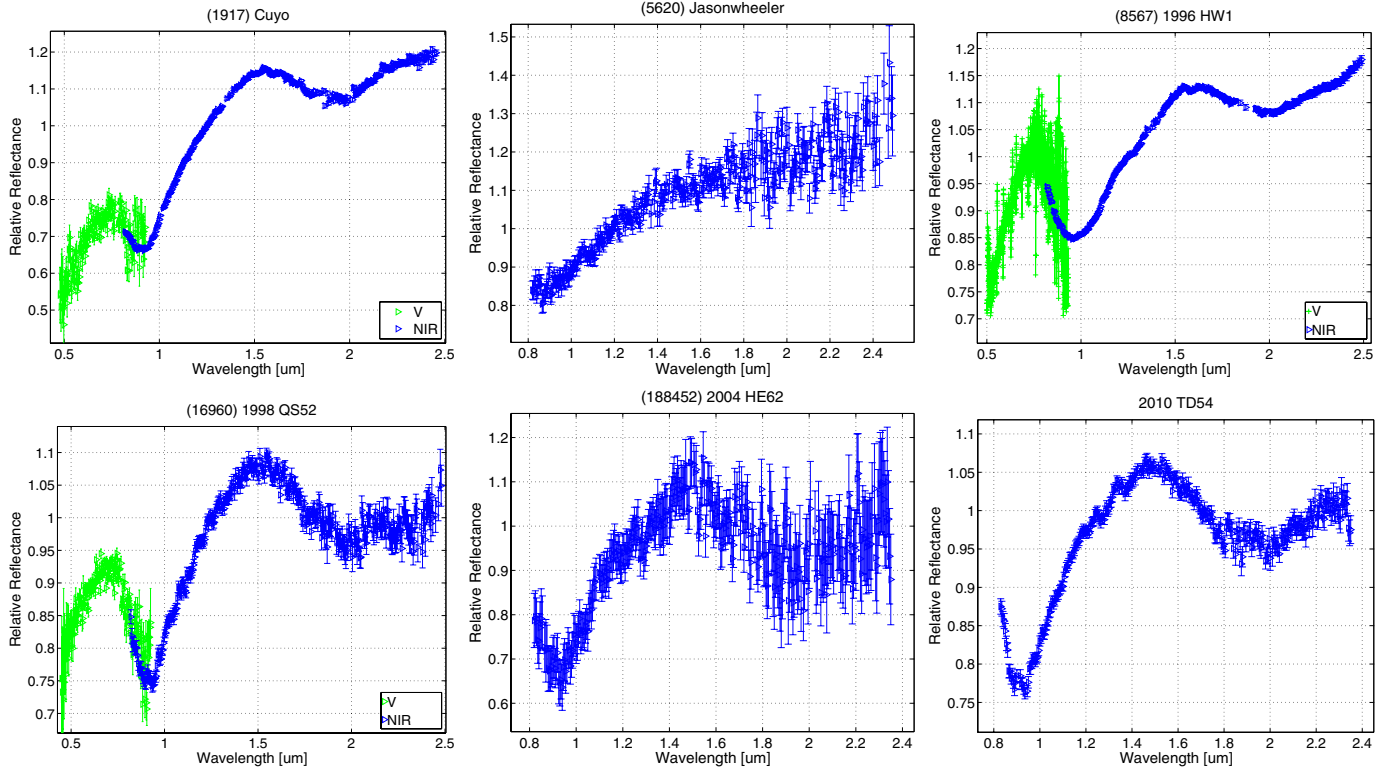 (1917) Cuyo
1.2
1.1
1
0.9
0.8
0.7
0.6
0.5
Relative Reflectance
V
NIR
0.5 1 1.5 2 2.5
Wavelength [um]
(5620) Jasonwheeler
1.5
1.4
1.3
1.2
1.1
1
0.9
0.8
Relative Reflectance
0.8 1 1.2 1.4 1.6 1.8 2 2.2 2.4
Wavelength [um]
(8567) 1996 HW1
1.2
1.15
1.1
1.05
1
0.95
0.9
0.85
0.8
0.75
0.7
Relative Reflectance
V
NIR
0.5 1 1.5 2 2.5
Wavelength [um]
(16960) 1998 QS52
1.1
1.05
1
0.95
0.9
0.85
0.8
0.75
0.7
Relative Reflectance
V
NIR
0.5 1 1.5 2 2.5
Wavelength [um]
(188452) 2004 HE62
1.2
1.1
1
0.9
0.8
0.7
0.6
Relative Reflectance
0.8 1 1.2 1.4 1.6 1.8 2 2.2 2.4
Wavelength [um]
2010 TD54
1.1
1.05
1
0.95
0.9
0.85
0.8
0.75
Relative Reflectance
0.8 1 1.2 1.4 1.6 1.8 2 2.2 2.4
Wavelength [um]